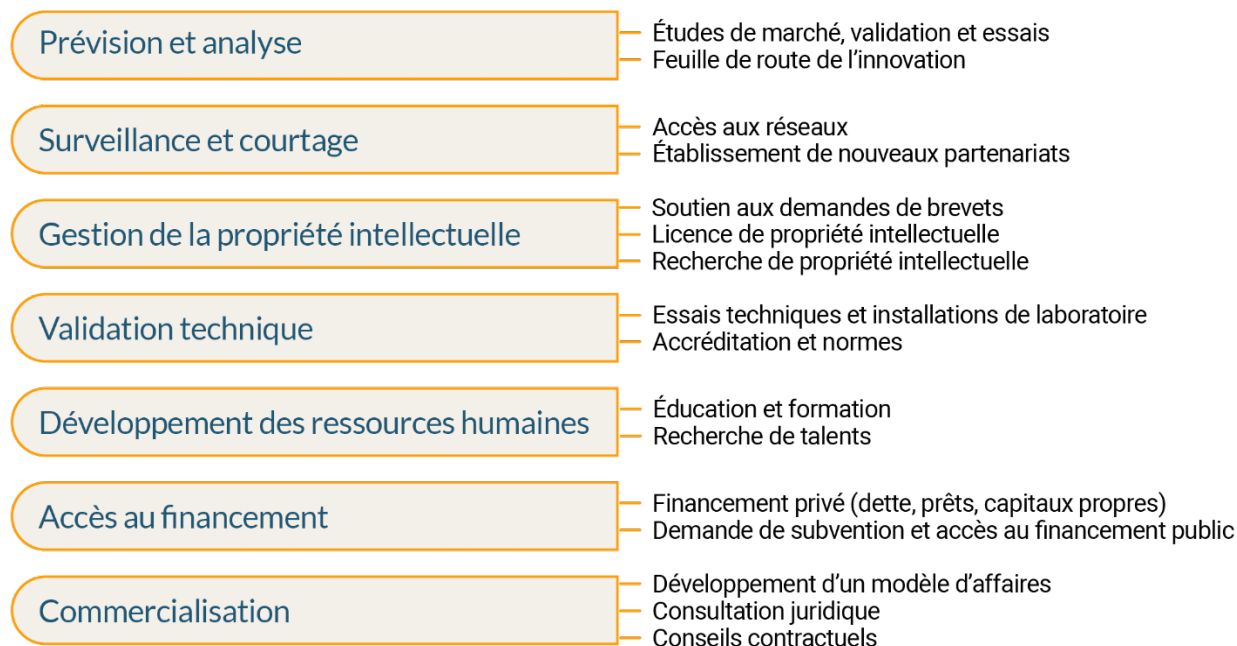 Prévision et analyse
Études de marché, validation et essais
Feuille de route de l’innovation
Surveillance et courtage
Accès aux réseaux
Établissement de nouveaux partenariats
Gestion de la propriété intellectuelle
Soutien aux demandes de brevets
Licence de propriété intellectuelle
Recherche de propriété intellectuelle
Validation technique
Essais techniques et installations de laboratoire
Accréditation et normes
Développement des ressources humaines
Éducation et formation
Recherche de talents
Accès au financement
Financement privé (dette, prêts, capitaux propres)
Demande de subvention et accès au financement public
Commercialisation
Développement d’un modèle d’affaires
Consultation juridique
Conseils contractuels